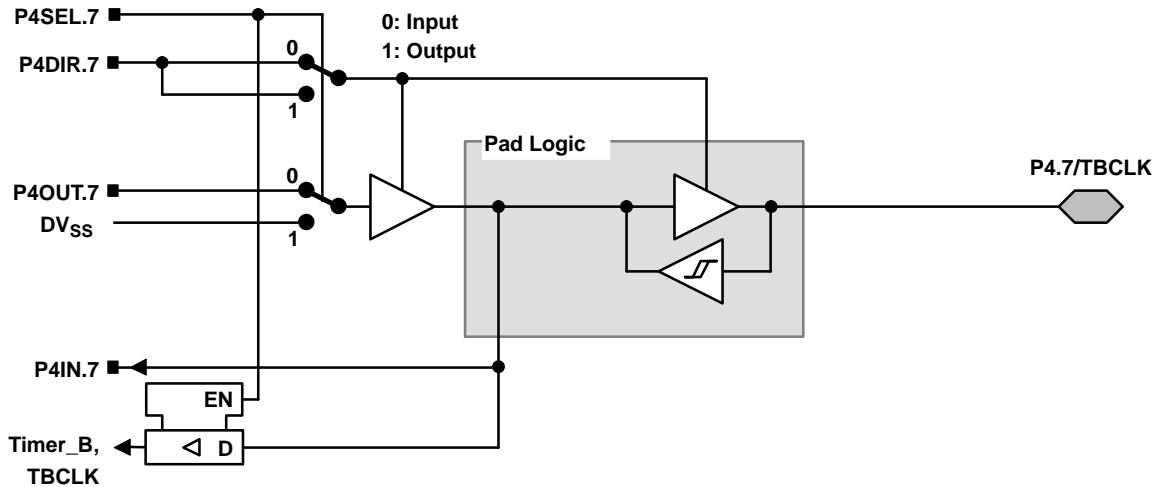 P4SEL.7
0: Input
1: Output
P4DIR.7
0
1
Pad Logic
P4.7/TBCLK
P4OUT.7
0
DVSS
1
P4IN.7
EN
Timer_B,
D
TBCLK